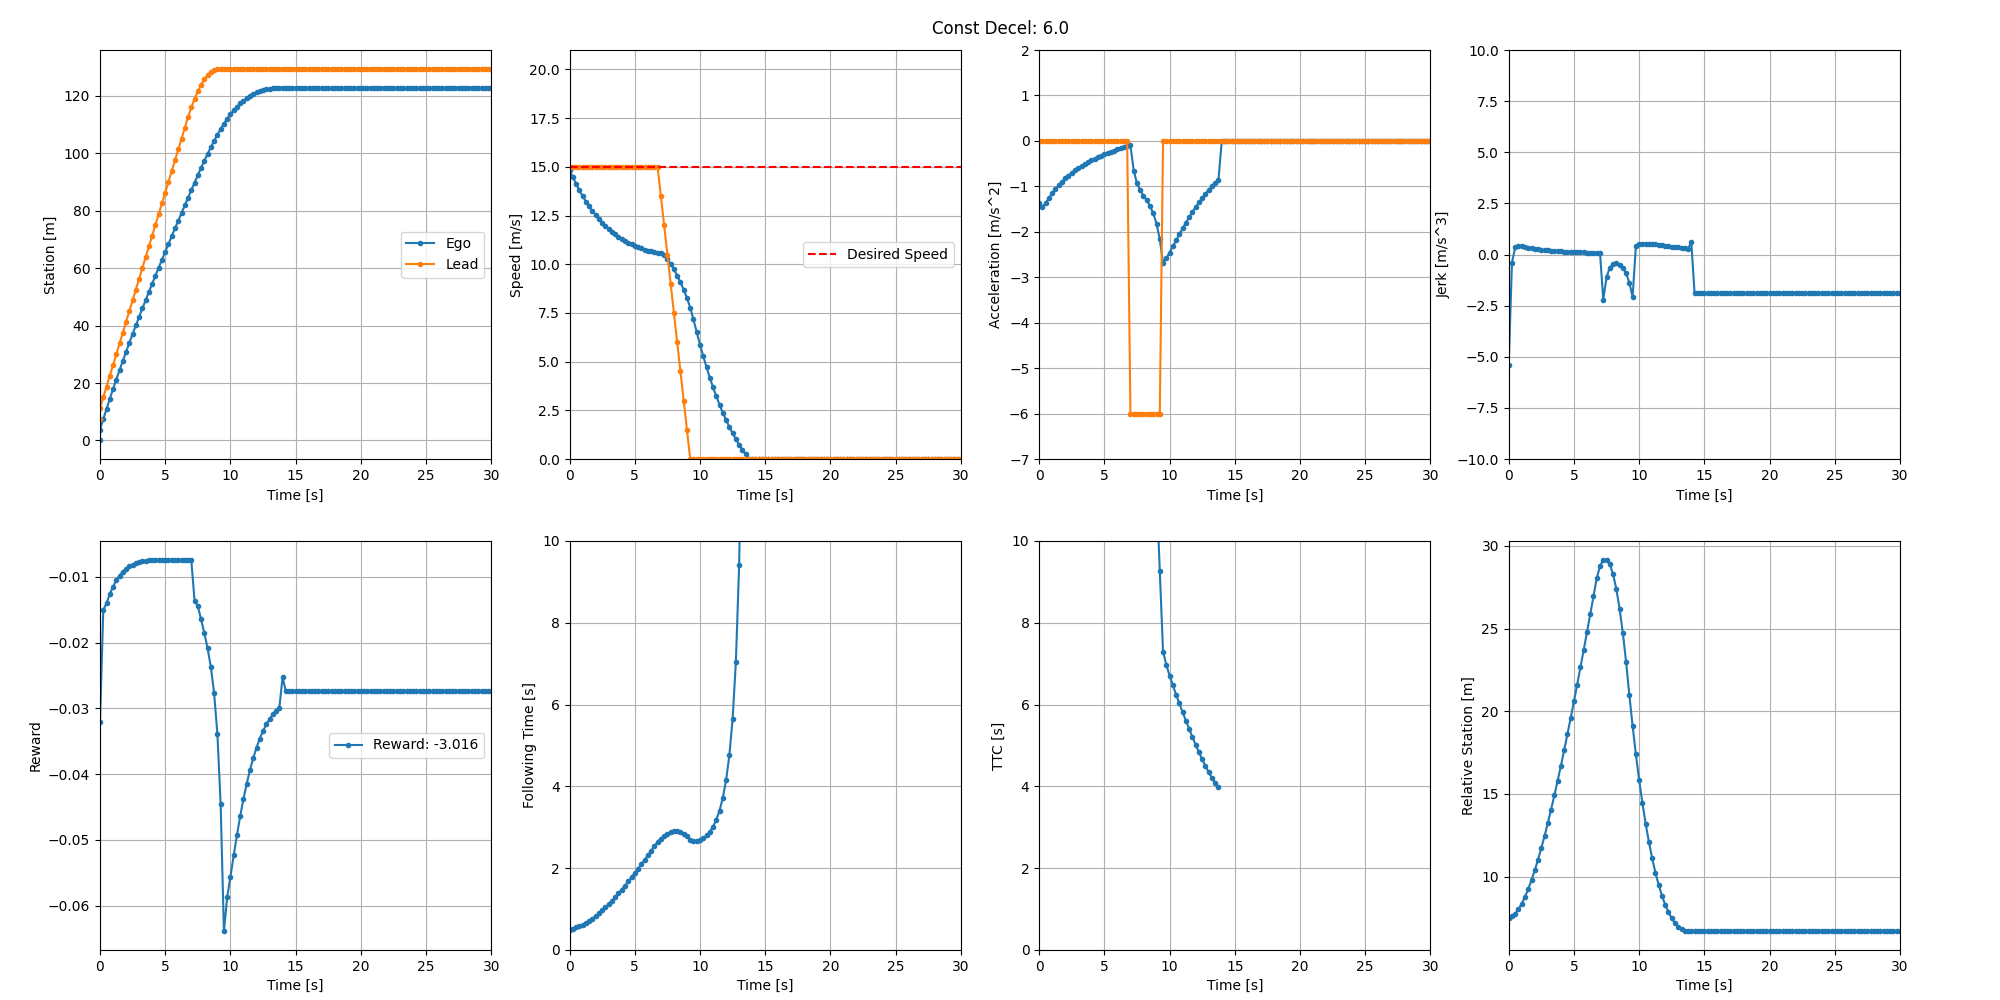 Const Decel: 6.0
120
100
80
60
40
20
0
Station [m]
Ego
Lead
0 5 10 15 20 25 30
Time [s]
20.0
17.5
15.0
12.5
10.0
7.5
5.0
2.5
0.0
Speed [m/s]
Desired Speed
0 5 10 15 20 25 30
Time [s]
2
1
0
−1
−2
−3
−4
−5
−6
−7
Acceleration [m/s^2]
0 5 10 15 20 25 30
Time [s]
10.0
7.5
5.0
2.5
0.0
−2.5
−5.0
−7.5
−10.0
Jerk [m/s^3]
0 5 10 15 20 25 30
Time [s]
−0.01
−0.02
−0.03
−0.04
−0.05
−0.06
Reward
Reward: -3.016
0 5 10 15 20 25 30
Time [s]
10
8
6
4
2
0
Following Time [s]
0 5 10 15 20 25 30
Time [s]
10
8
6
4
2
0
TTC [s]
0 5 10 15 20 25 30
Time [s]
30
25
20
15
10
Relative Station [m]
0 5 10 15 20 25 30
Time [s]